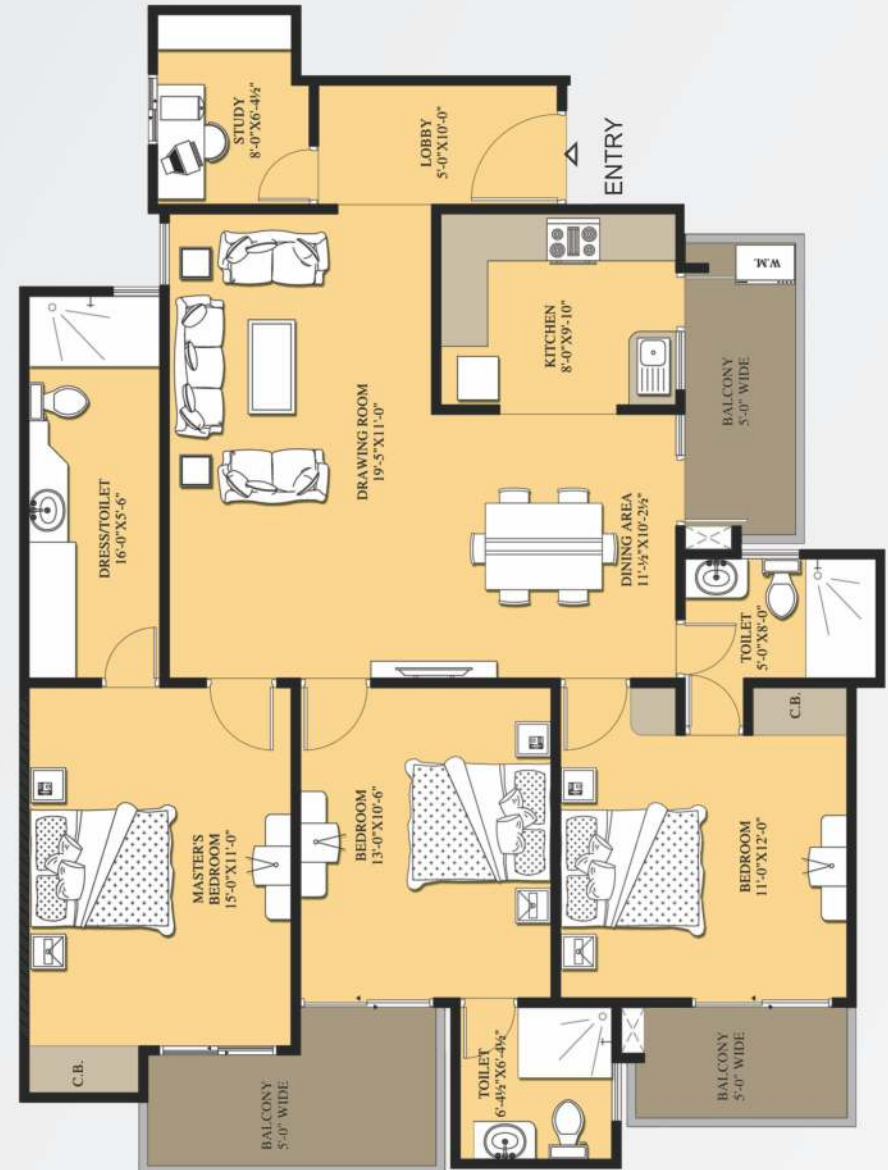 STUDY
8'-0"X6'-4½"
LOBBY
5'-0"X10'-0"
ENTRY
DRESS/TOILET
16'-0"X5'-6"
DRAWING ROOM
19'-5"X11'-0"
KITCHEN
8'-0"X9'-10"
W.M.
BALCONY
5'-0" WIDE
DINING AREA
11'-½"X10'-2½"
TOILET
5'-0"X8'-0"
C.B.
MASTER'S
BEDROOM
15'-0"X11'-0"
BEDROOM
13'-0"X10'-6"
BEDROOM
11'-0"X12'-0"
C.B.
BALCONY
5'-0" WIDE
TOILET
6'-4½"X6'-4½"
BALCONY
5'-0" WIDE